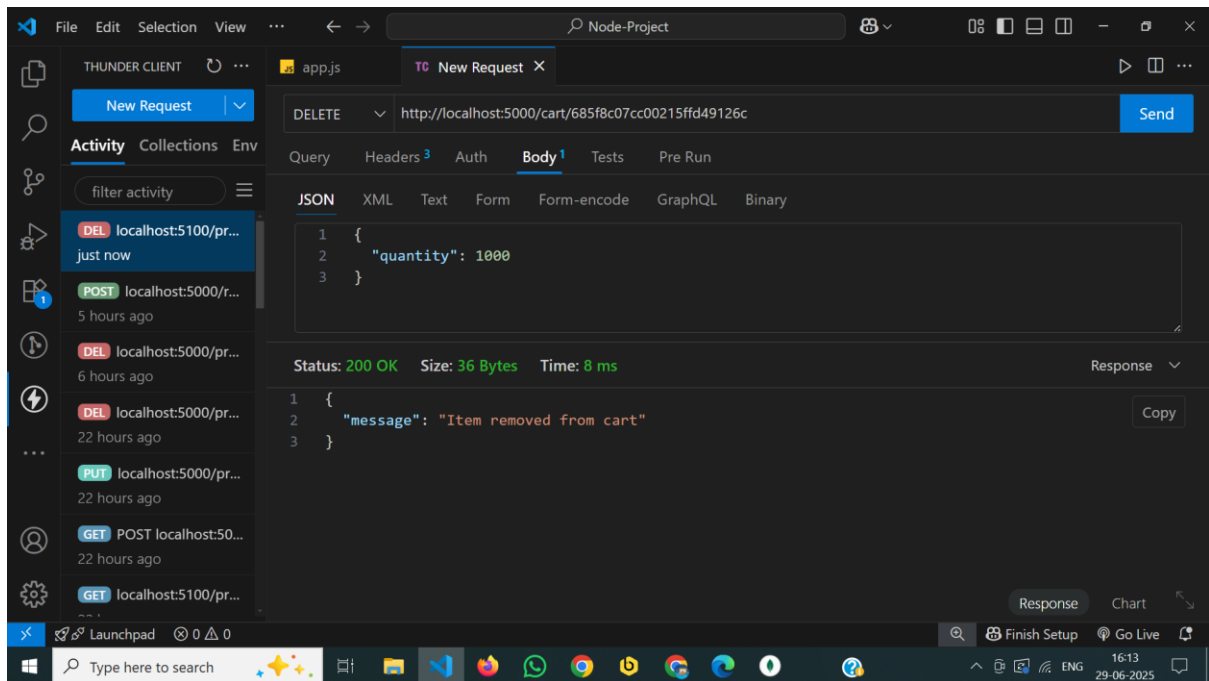 File Edit Selection View ··· Node-Project
THUNDER CLIENT ···
New Request
Activity Collections Env
filter activity
DEL localhost:5100/pr...
just now
POST localhost:5000/r...
5 hours ago
DEL localhost:5000/pr...
6 hours ago
DEL localhost:5000/pr...
22 hours ago
PUT localhost:5000/pr...
22 hours ago
GET POST localhost:50...
22 hours ago
GET localhost:5100/pr...
JS app.js TC New Request
DELETE http://localhost:5000/cart/685f8c07cc00215ffd49126c Send
Query Headers 3 Auth Body 1 Tests Pre Run
JSON XML Text Form Form-encode GraphQL Binary
1 {
2 "quantity": 1000
3 }
Status: 200 OK Size: 36 Bytes Time: 8 ms Response
1 {
2 "message": "Item removed from cart"
3 }
Copy
Response Chart
1
Launchpad 0 0 Finish Setup Go Live
Type here to search ENG 16:13
29-06-2025